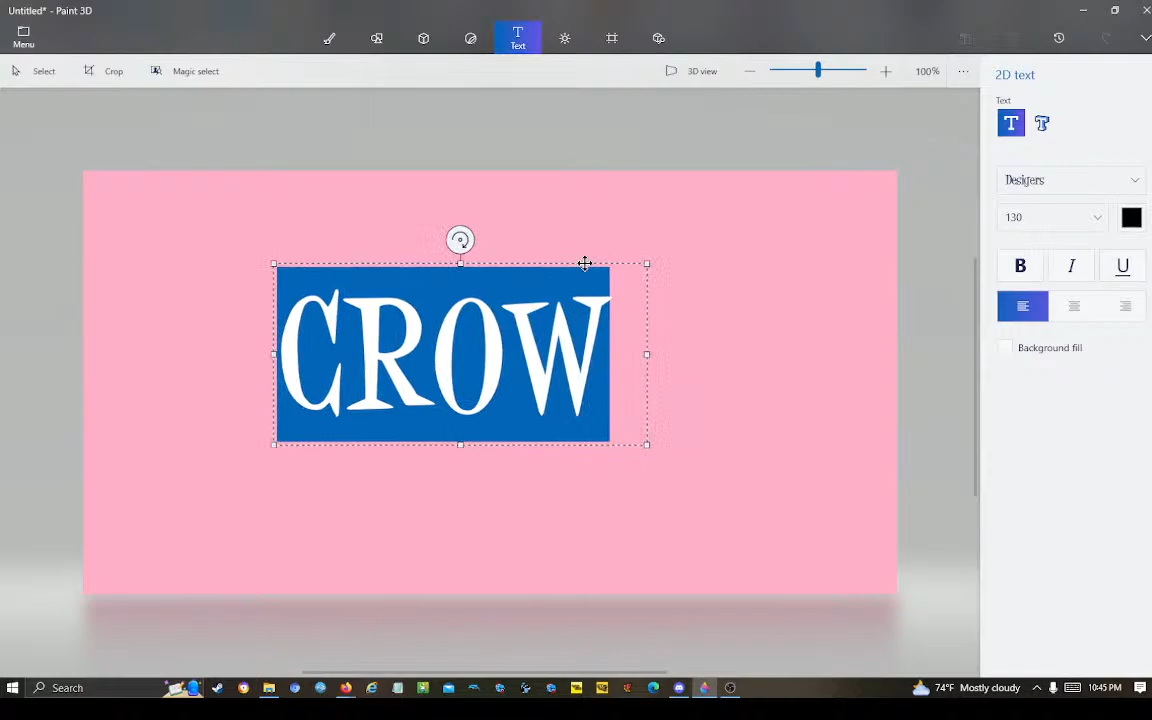 Untitled* - Paint 3D
Menu
Text
Select
Crop
Magic select
3D view
100%
2D text
Text
T
T
Desigers
130
B
I
U
Background fill
CROW
Search
74°F Mostly cloudy
10:45 PM